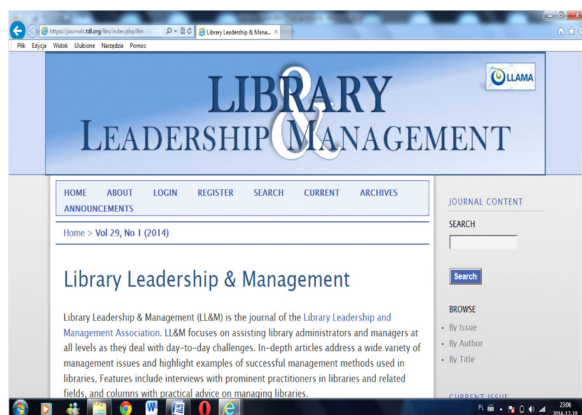 https://journals.tdl.org/llm/index.php/llm
Library Leadership & Mana...
Plik Edycja Widok Ulubione Narzędzia Pomoc
LIBRARY
&
LEADERSHIP MANAGEMENT
LLAMA
HOME ABOUT LOGIN REGISTER SEARCH CURRENT ARCHIVES
ANNOUNCEMENTS
Home > Vol 29, No 1 (2014)
Library Leadership & Management
Library Leadership & Management (LL&M) is the journal of the Library Leadership and
Management Association. LL&M focuses on assisting library administrators and managers at
all levels as they deal with day-to-day challenges. In-depth articles address a wide variety of
management issues and highlight examples of successful management methods used in
libraries. Features include interviews with prominent practitioners in libraries and related
fields, and columns with practical advice on managing libraries.
JOURNAL CONTENT
SEARCH
Search
BROWSE
By Issue
By Author
By Title
CURRENT ISSUE
PL
23:06